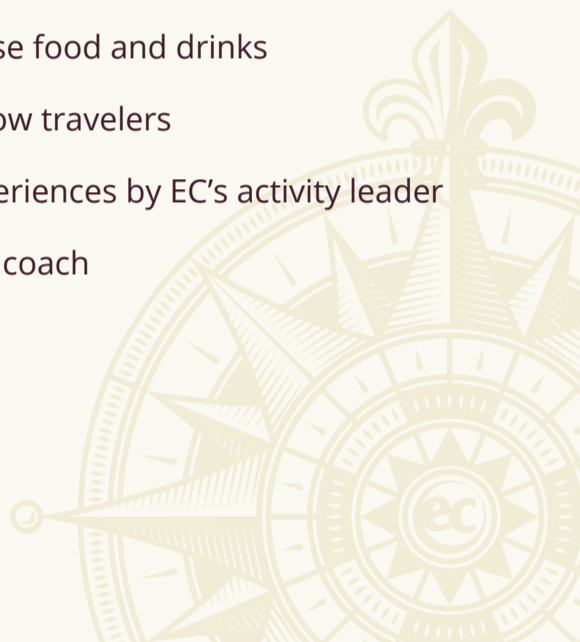 se food and drinks
ow travelers
eriences by EC’s activity leader
coach
ec